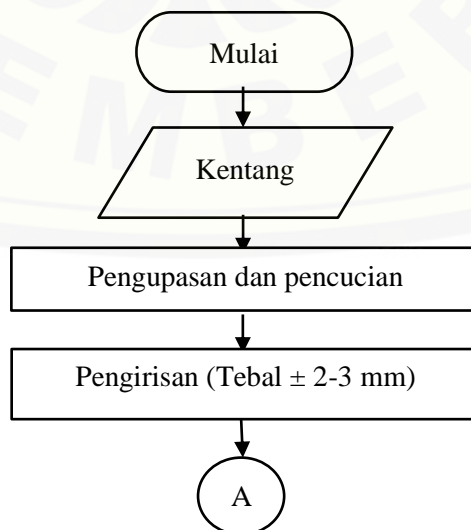 Mulai
Kentang
Pengupasan dan pencucian
Pengirisan (Tebal ± 2-3 mm)
A